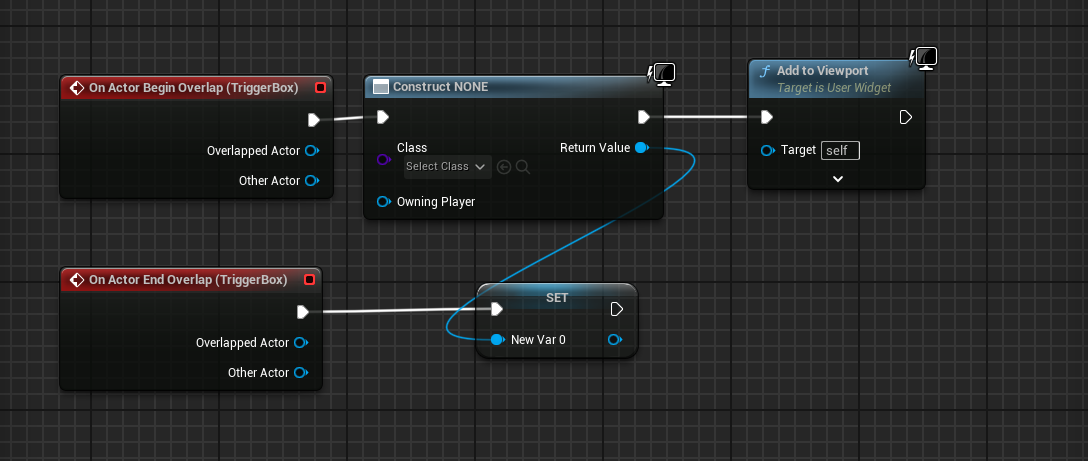 On Actor Begin Overlap (TriggerBox)
Overlapped Actor
Other Actor
Construct NONE
Class
Select Class
Return Value
Owning Player
Add to Viewport
Target is User Widget
Target self
On Actor End Overlap (TriggerBox)
Overlapped Actor
Other Actor
SET
New Var 0